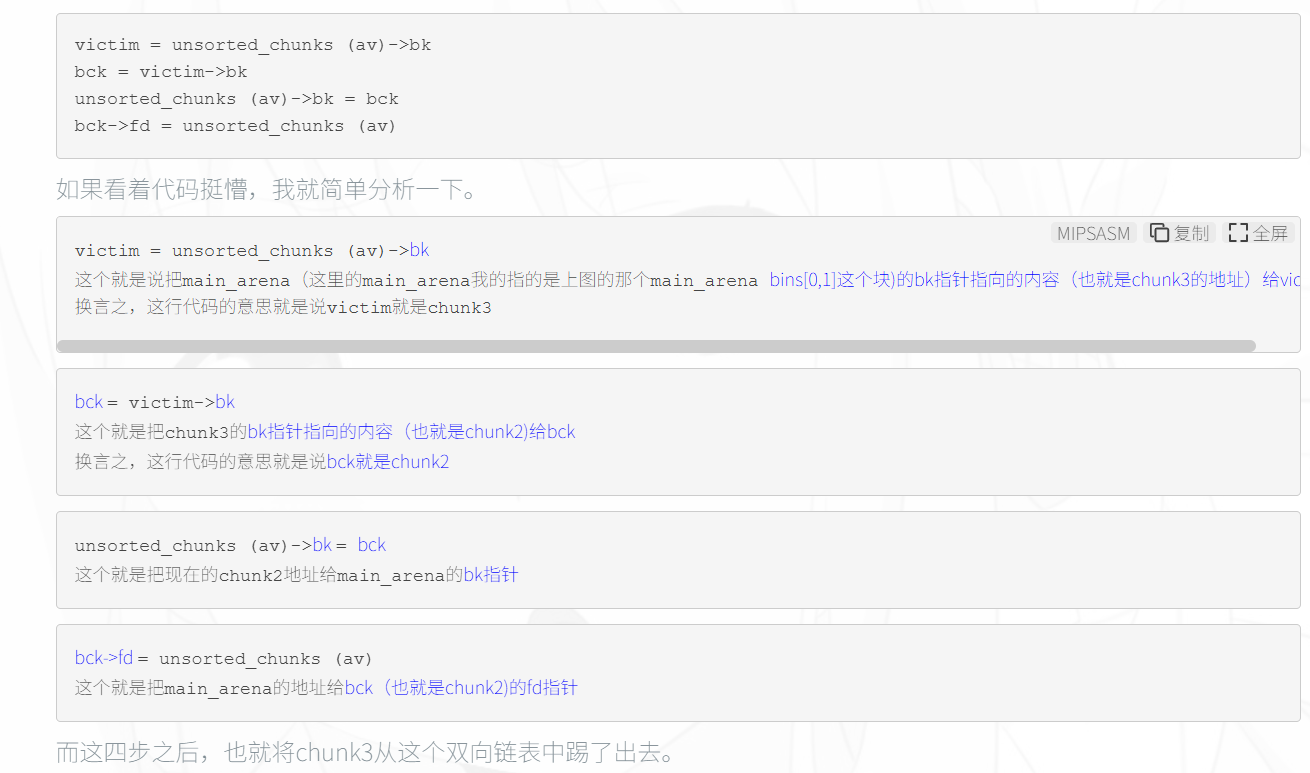 victim = unsorted_chunks (av)->bk
bck = victim->bk
unsorted_chunks (av)->bk = bck
bck->fd = unsorted_chunks (av)
如果看着代码挺懵，我就简单分析一下。
MIPSASM 复制 全屏
victim = unsorted_chunks (av)->bk
这个就是说把main_arena（这里的main_arena我的指的是上图的那个main_arena bins[0,1]这个块)的bk指针指向的内容（也就是chunk3的地址）给vic
换言之，这行代码的意思就是说victim就是chunk3
bck = victim->bk
这个就是把chunk3的bk指针指向的内容（也就是chunk2)给bck
换言之，这行代码的意思就是说bck就是chunk2
unsorted_chunks (av)->bk = bck
这个就是把现在的chunk2地址给main_arena的bk指针
bck->fd = unsorted_chunks (av)
这个就是把main_arena的地址给bck（也就是chunk2)的fd指针
而这四步之后，也就将chunk3从这个双向链表中踢了出去。